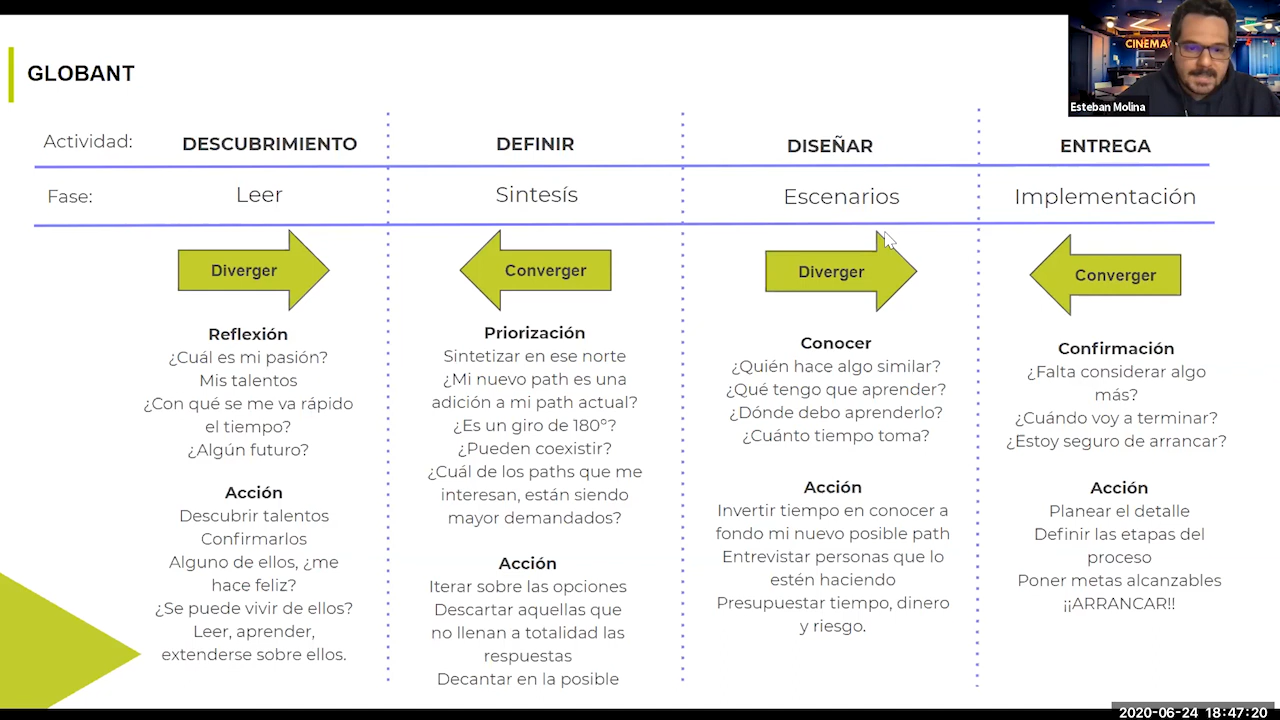 GLOBANT
CINEMA
Esteban Molina
Actividad:
DESCUBRIMIENTO
DEFINIR
DISEÑAR
ENTREGA
Fase:
Leer
Sintesís
Escenarios
Implementación
Diverger
Converger
Diverger
Converger
Reflexión
¿Cuál es mi pasión?
Mis talentos
¿Con qué se me va rápido
el tiempo?
¿Algún futuro?
Acción
Descubrir talentos
Confirmarlos
Alguno de ellos, ¿me
hace feliz?
¿Se puede vivir de ellos?
Leer, aprender,
extenderse sobre ellos.
Priorización
Sintetizar en ese norte
¿Mi nuevo path es una
adición a mi path actual?
¿Es un giro de 180º?
¿Pueden coexistir?
¿Cuál de los paths que me
interesan, están siendo
mayor demandados?
Acción
Iterar sobre las opciones
Descartar aquellas que
no llenan a totalidad las
respuestas
Decantar en la posible
Conocer
¿Quién hace algo similar?
¿Qué tengo que aprender?
¿Dónde debo aprenderlo?
¿Cuánto tiempo toma?
Acción
Invertir tiempo en conocer a
fondo mi nuevo posible path
Entrevistar personas que lo
estén haciendo
Presupuestar tiempo, dinero
y riesgo.
Confirmación
¿Falta considerar algo
más?
¿Cuándo voy a terminar?
¿Estoy seguro de arrancar?
Acción
Planear el detalle
Definir las etapas del
proceso
Poner metas alcanzables
¡¡ARRANCAR!!
2020-06-24 18:47:20